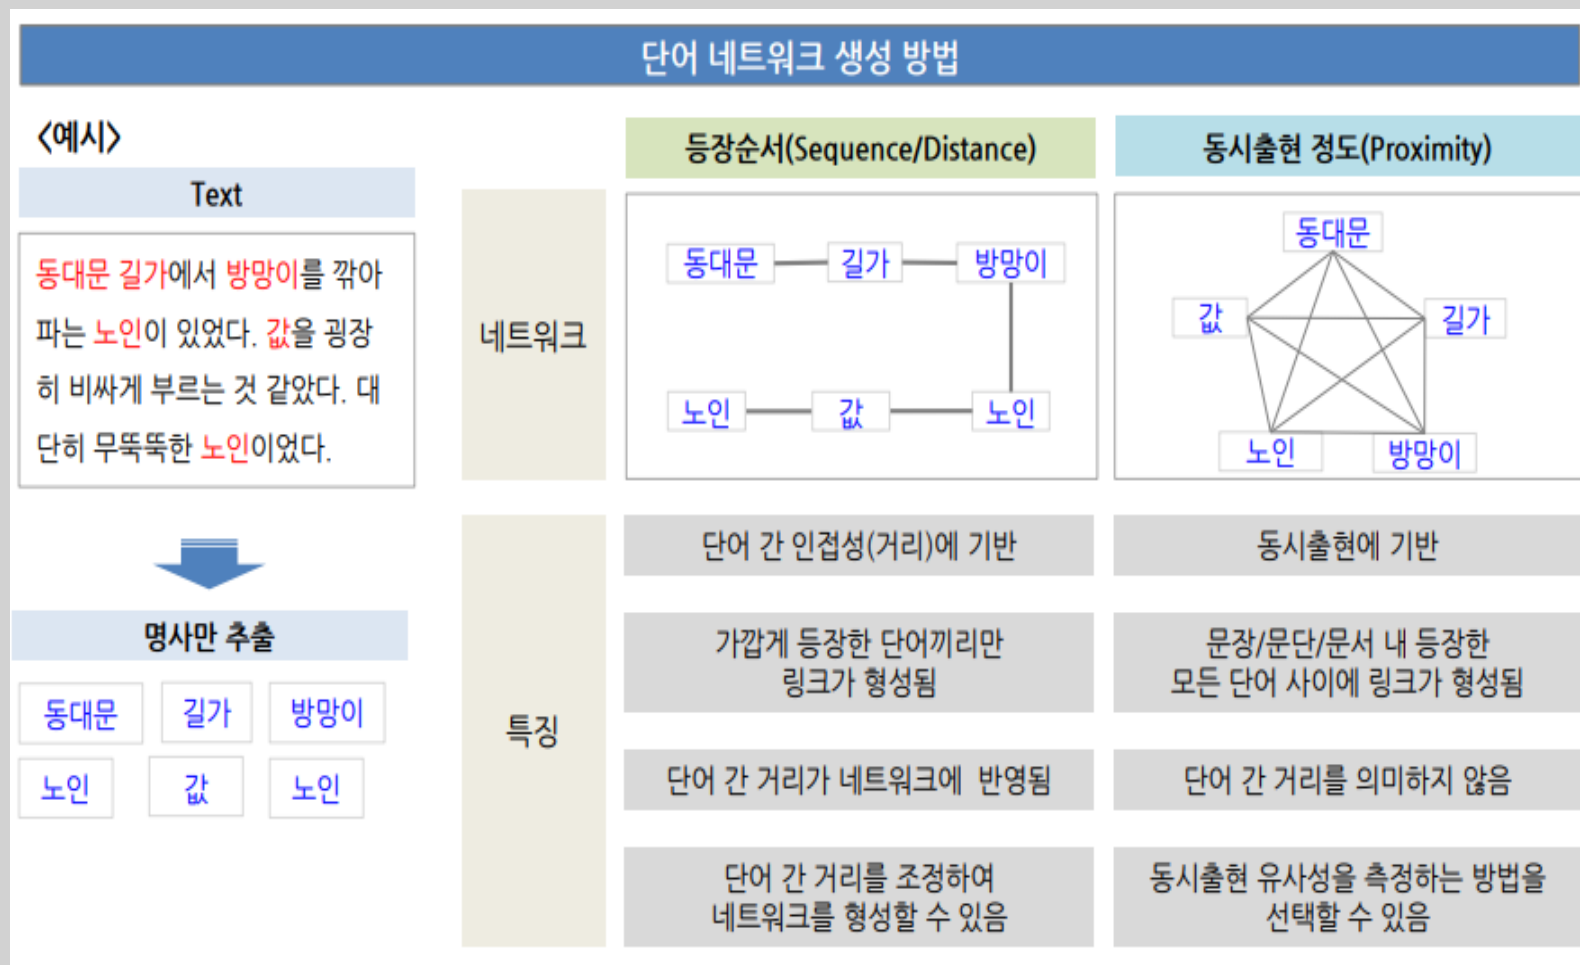 단어 네트워크 생성 방법
<예시>
Text
동대문 길가에서 방망이를 깎아
파는 노인이 있었다. 값을 굉장
히 비싸게 부르는 것 같았다. 대
단히 무뚝뚝한 노인이었다.
명사만 추출
동대문 길가 방망이
노인 값 노인
등장순서(Sequence/Distance)
동시출현 정도(Proximity)
네트워크
동대문 길가 방망이
노인 값 노인
동대문
값 길가
노인 방망이
특징
단어 간 인접성(거리)에 기반
동시출현에 기반
가깝게 등장한 단어끼리만
링크가 형성됨
문장/문단/문서 내 등장한
모든 단어 사이에 링크가 형성됨
단어 간 거리가 네트워크에 반영됨
단어 간 거리를 의미하지 않음
단어 간 거리를 조정하여
네트워크를 형성할 수 있음
동시출현 유사성을 측정하는 방법을
선택할 수 있음